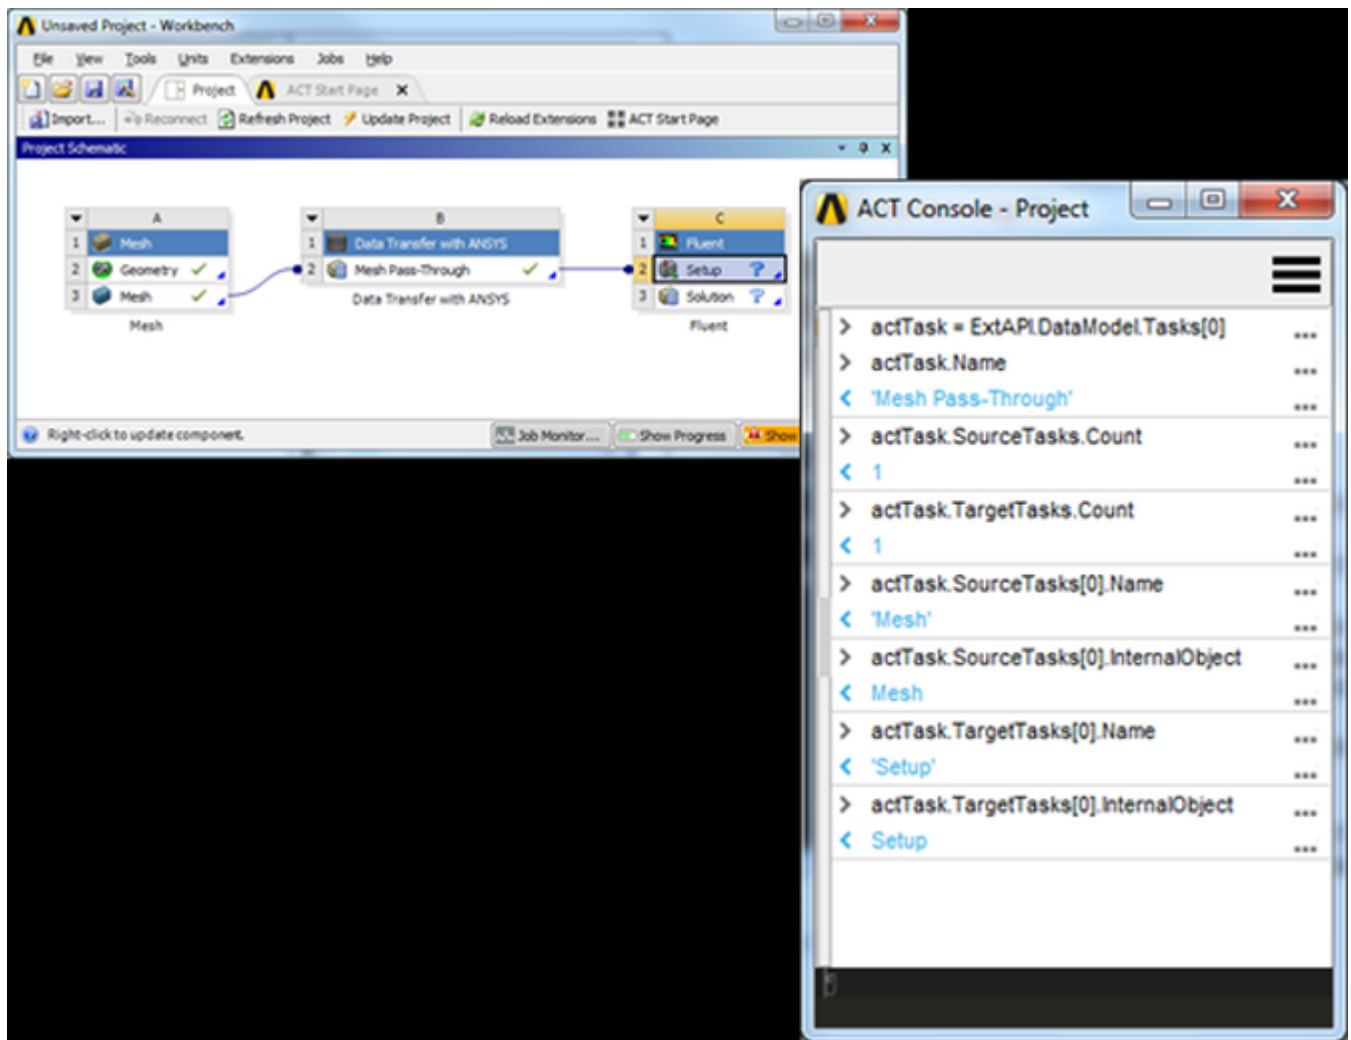 Unsaved Project - Workbench
File View Tools Units Extensions Jobs Help
Project ACT Start Page
Import... Reconnect Refresh Project Update Project Reload Extensions ACT Start Page
Project Schematic
A
1 Mesh
2 Geometry
3 Mesh
Mesh
B
1 Data Transfer with ANSYS
2 Mesh Pass-Through
Data Transfer with ANSYS
C
1 Fluent
2 Setup ?
3 Solution ?
Fluent
Right-click to update component.
Job Monitor... Show Progress Show
ACT Console - Project
> actTask = ExtAPI.DataModel.Tasks[0] ...
> actTask.Name ...
< 'Mesh Pass-Through' ...
> actTask.SourceTasks.Count ...
< 1 ...
> actTask.TargetTasks.Count ...
< 1 ...
> actTask.SourceTasks[0].Name ...
< 'Mesh' ...
> actTask.SourceTasks[0].InternalObject ...
< Mesh ...
> actTask.TargetTasks[0].Name ...
< 'Setup' ...
> actTask.TargetTasks[0].InternalObject ...
< Setup ...